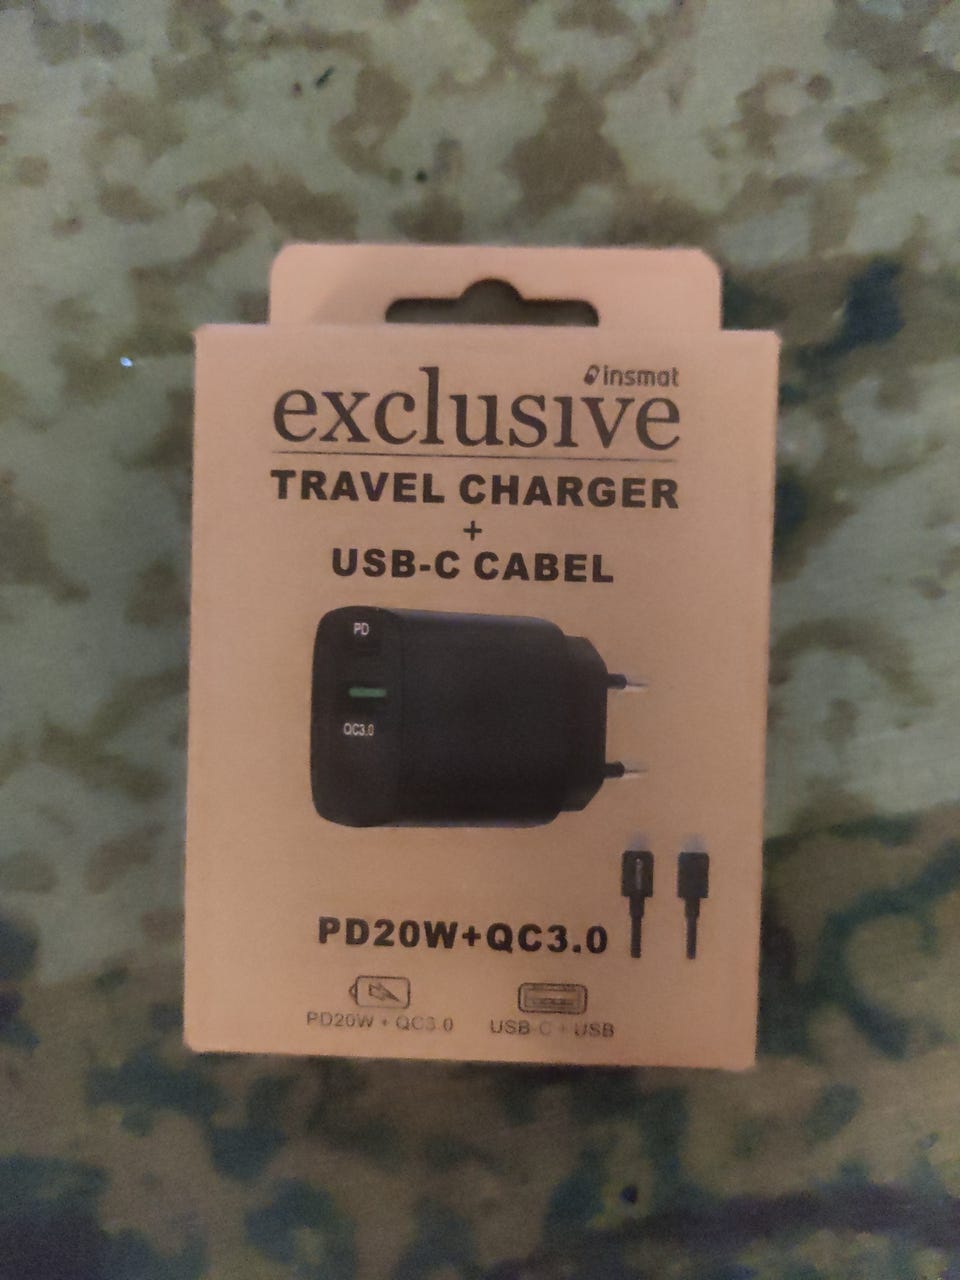 insmat
exclusive
TRAVEL CHARGER
+
USB-C CABEL
PD
QC3.0
PD20W+QC3.0
PD20W + QC3.0
USB-C + USB